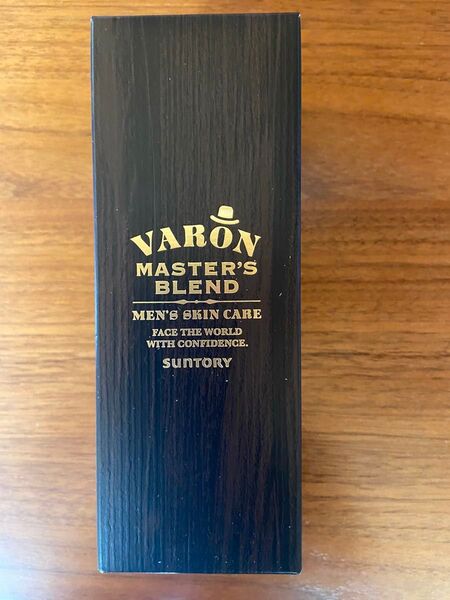 VARON
MASTER'S
BLEND
MEN'S SKIN CARE
FACE THE WORLD
WITH CONFIDENCE.
SUNTORY